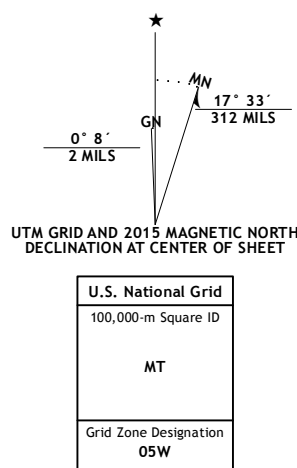 MN
GN
17° 33´
312 MILS
0° 8´
2 MILS
UTM GRID AND 2015 MAGNETIC NORTH
DECLINATION AT CENTER OF SHEET
U.S. National Grid
100,000-m Square ID
MT
Grid Zone Designation
05W